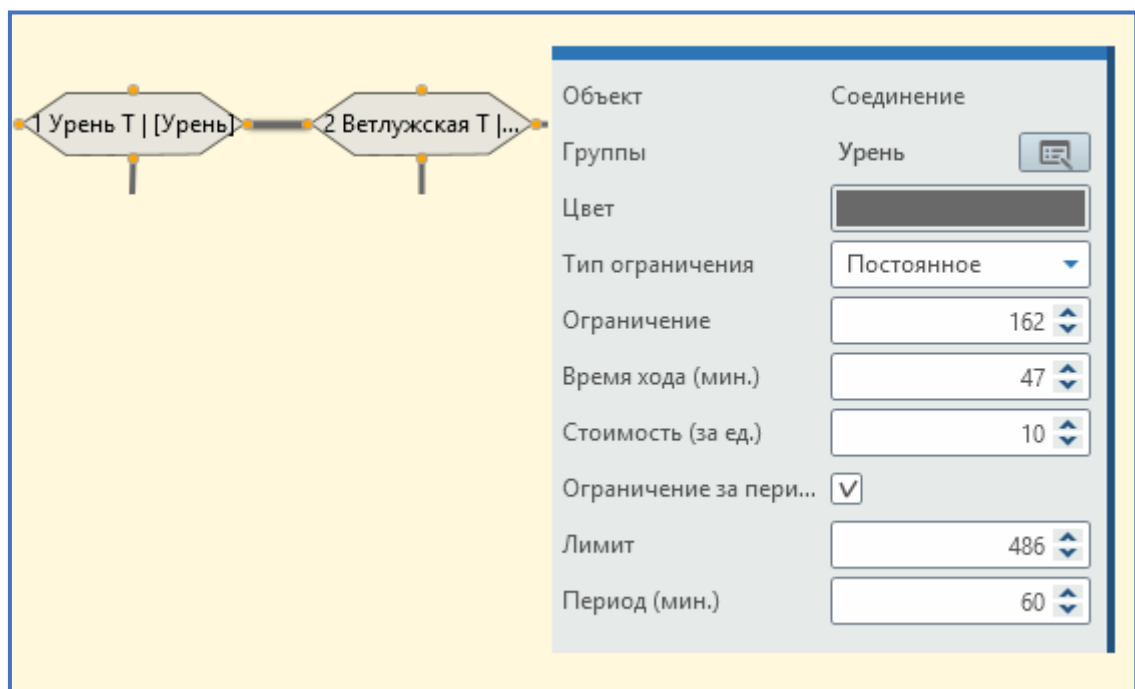 1 Урень Т | [Урень]
2 Ветлужская Т |...
Объект Соединение
Группы Урень
Цвет
Тип ограничения Постоянное
Ограничение 162
Время хода (мин.) 47
Стоимость (за ед.) 10
Ограничение за пери...
Лимит 486
Период (мин.) 60